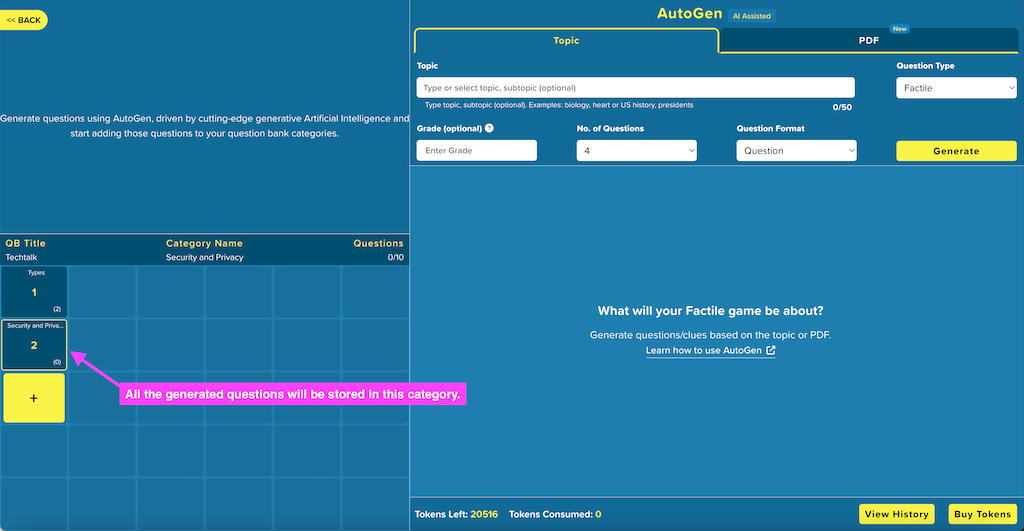 << BACK
Generate questions using AutoGen, driven by cutting-edge generative Artificial Intelligence and
start adding those questions to your question bank categories.
QB Title Category Name Questions
Techtalk Security and Privacy 0/10
Types
1
(2)
Security and Priva...
2
(0)
+
All the generated questions will be stored in this category.
AutoGen AI Assisted
Topic
PDF
New
Topic
Type or select topic, subtopic (optional)
Type topic, subtopic (optional). Examples: biology, heart or US history, presidents
0/50
Question Type
Factile
Grade (optional) ?
Enter Grade
No. of Questions
4
Question Format
Question
Generate
What will your Factile game be about?
Generate questions/clues based on the topic or PDF.
Learn how to use AutoGen
Tokens Left: 20516 Tokens Consumed: 0
View History
Buy Tokens